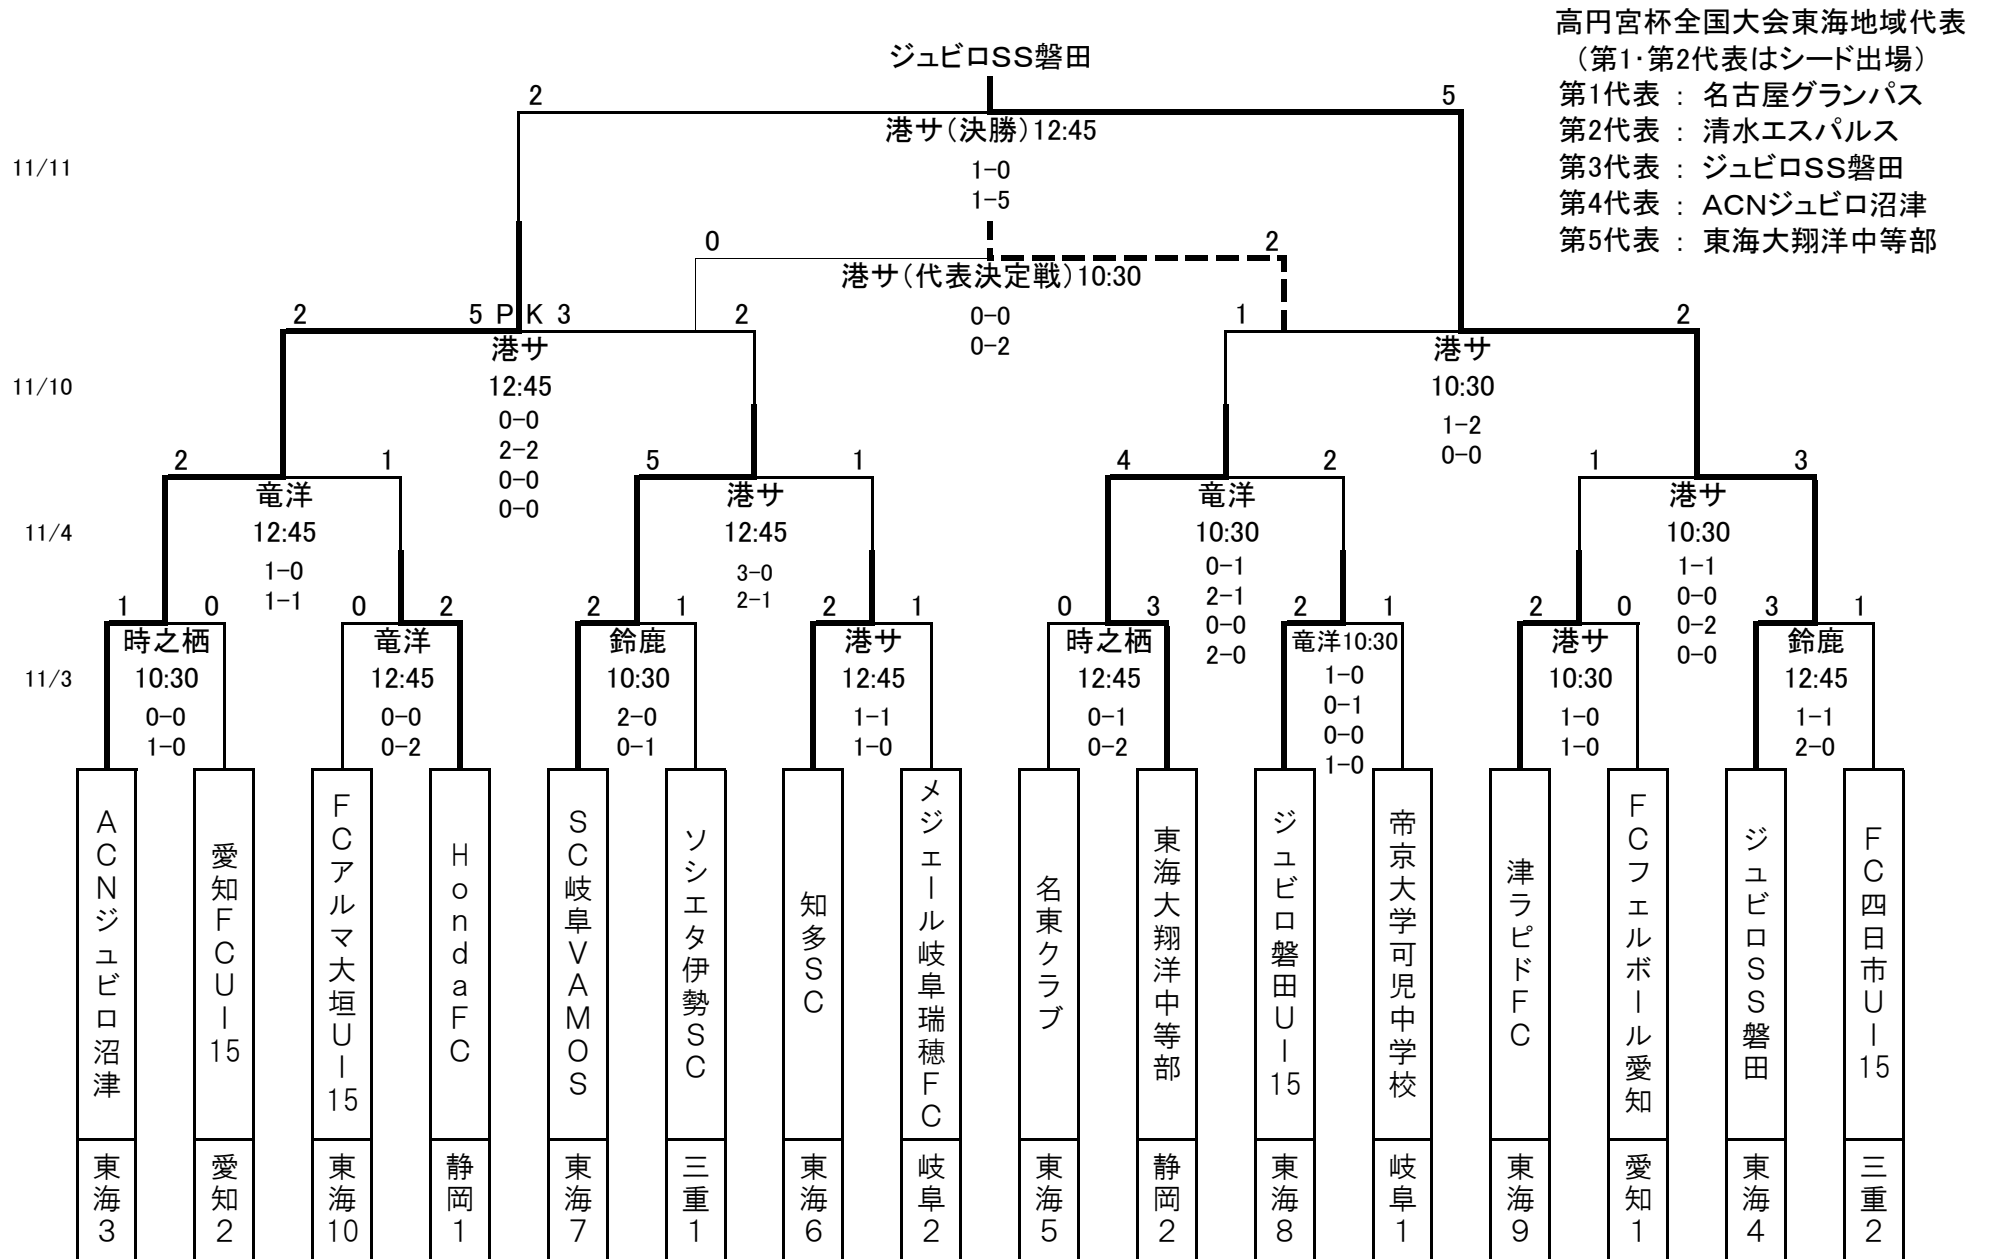 高円宮杯全国大会東海地域代表
（第1・第2代表はシード出場）
第1代表 ： 名古屋グランパス
第2代表 ： 清水エスパルス
第3代表 ： ジュビロSS磐田
第4代表 ： ACNジュビロ沼津
第5代表 ： 東海大翔洋中等部
ジュビロSS磐田
2 5
港サ（決勝）12:45
11/11
1-0
1-5
0 2
港サ（代表決定戦）10:30
0-0
0-2
2 5 P K 3 2
港サ
12:45
0-0
2-2
0-0
0-0
1 2
港サ
10:30
1-2
0-0
11/10
2 1
竜洋
12:45
1-0
1-1
5 1
港サ
12:45
3-0
2-1
4 2
竜洋
10:30
0-1
2-1
0-0
2-0
1 3
港サ
10:30
1-1
0-0
0-2
0-0
11/4
1 0
時之栖
10:30
0-0
1-0
0 2
竜洋
12:45
0-0
0-2
2 1
鈴鹿
10:30
2-0
0-1
2 1
港サ
12:45
1-1
1-0
0 3
時之栖
12:45
0-1
0-2
2 1
竜洋10:30
1-0
0-1
0-0
1-0
2 0
港サ
10:30
1-0
1-0
3 1
鈴鹿
12:45
1-1
2-0
11/3
ACNジュビロ沼津
愛知FCU-15
FCアルマ大垣U-15
HondaFC
SC岐阜VAMOS
ソシエタ伊勢SC
知多SC
メジェール岐阜瑞穂FC
名東クラブ
東海大翔洋中等部
ジュビロ磐田U-15
帝京大学可児中学校
津ラピドFC
FCフェルボール愛知
ジュビロSS磐田
FC四日市U-15
東海3
愛知2
東海10
静岡1
東海7
三重1
東海6
岐阜2
東海5
静岡2
東海8
岐阜1
東海9
愛知1
東海4
三重2